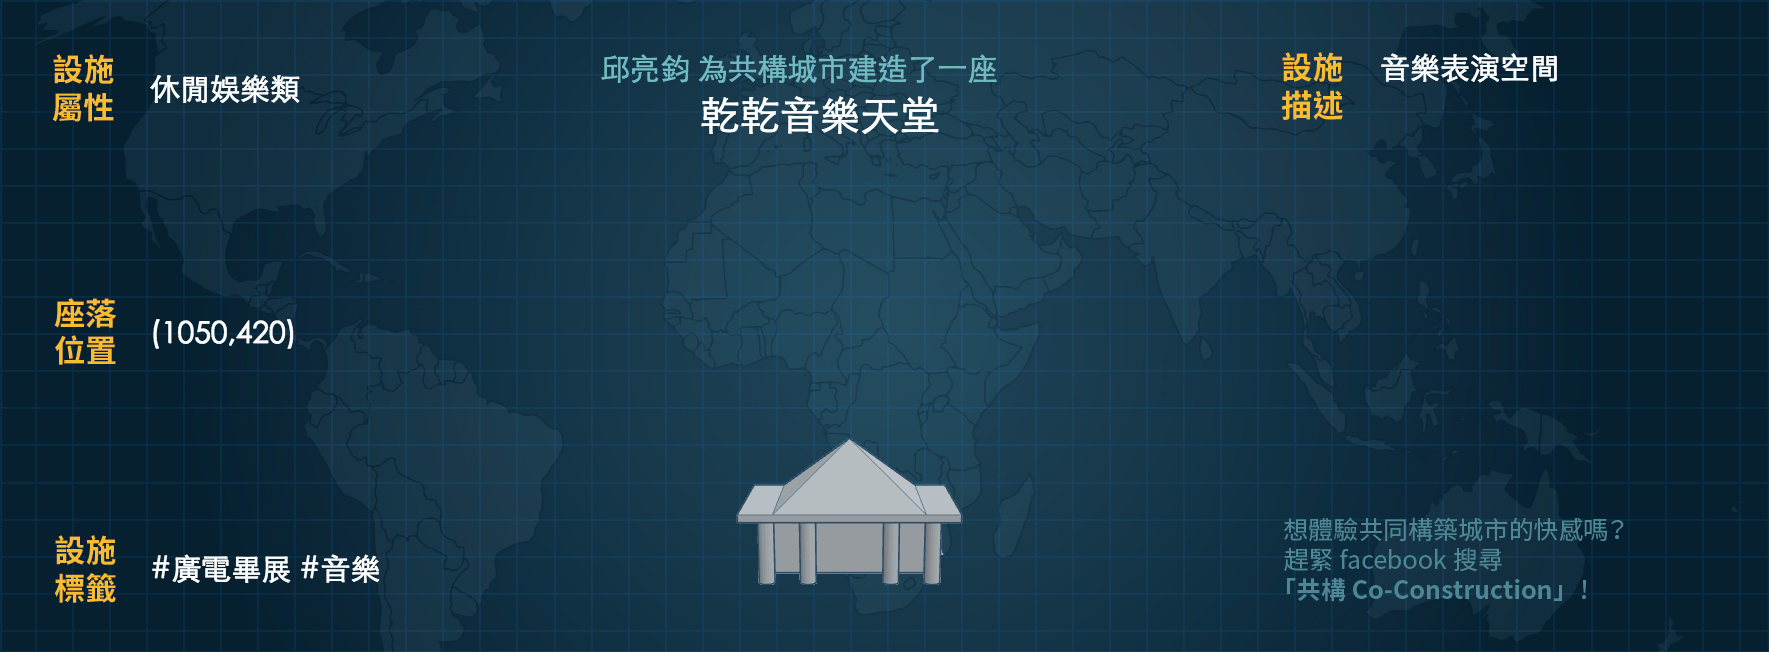 設施
屬性
休閒娛樂類
邱亮鈞 為共構城市建造了一座
乾乾音樂天堂
設施
描述
音樂表演空間
座落
位置
(1050,420)
設施
標籤
#廣電畢展 #音樂
想體驗共同構築城市的快感嗎?
趕緊 facebook 搜尋
「共構 Co-Construction」!